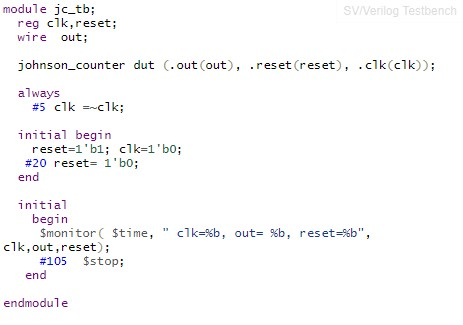 SV/Verilog Testbench
module jc_tb;
reg clk,reset;
wire out;
johnson_counter dut (.out(out), .reset(reset), .clk(clk));
always
#5 clk =~clk;
initial begin
reset=1'b1; clk=1'b0;
#20 reset= 1'b0;
end
initial
begin
$monitor( $time, " clk=%b, out= %b, reset=%b",
clk,out,reset);
#105 $stop;
end
endmodule